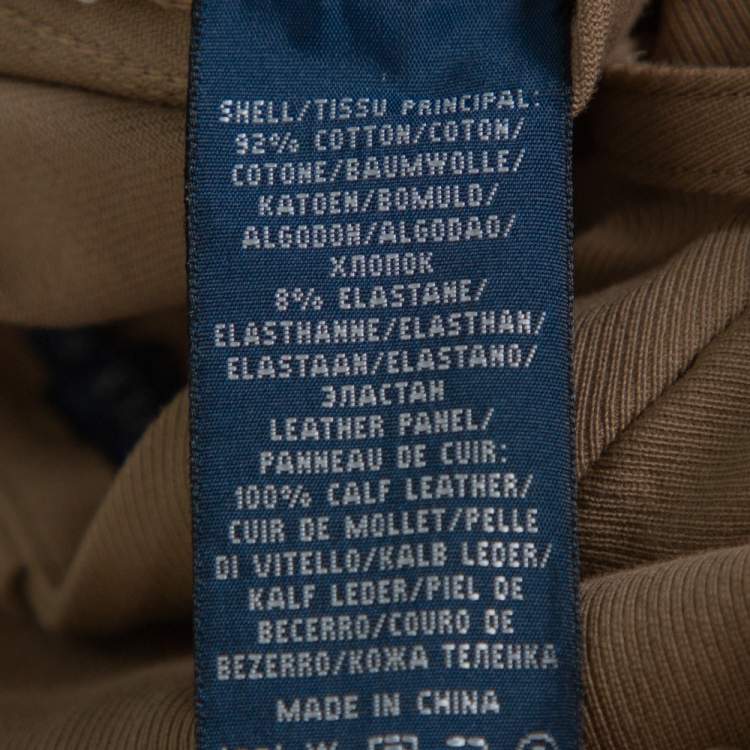 SHELL/TISSU PRINCIPAL:
92% COTTON/COTON/
COTONE/BAUMWOLLE/
KATOEN/BOMULD/
ALGODON/ALGODAO/
ХЛОПОК
8% ELASTANE/
ELASTHANNE/ELASTHAN/
ELASTAAN/ELASTANO/
ЭЛАСТАН
LEATHER PANEL/
PANNEAU DE CUIR:
100% CALF LEATHER/
CUIR DE MOLLET/PELLE
DI VITELLO/KALB LEDER/
KALF LEDER/PIEL DE
BECERRO/COURO DE
BEZERRO/КОЖА ТЕЛЕНКА
MADE IN CHINA